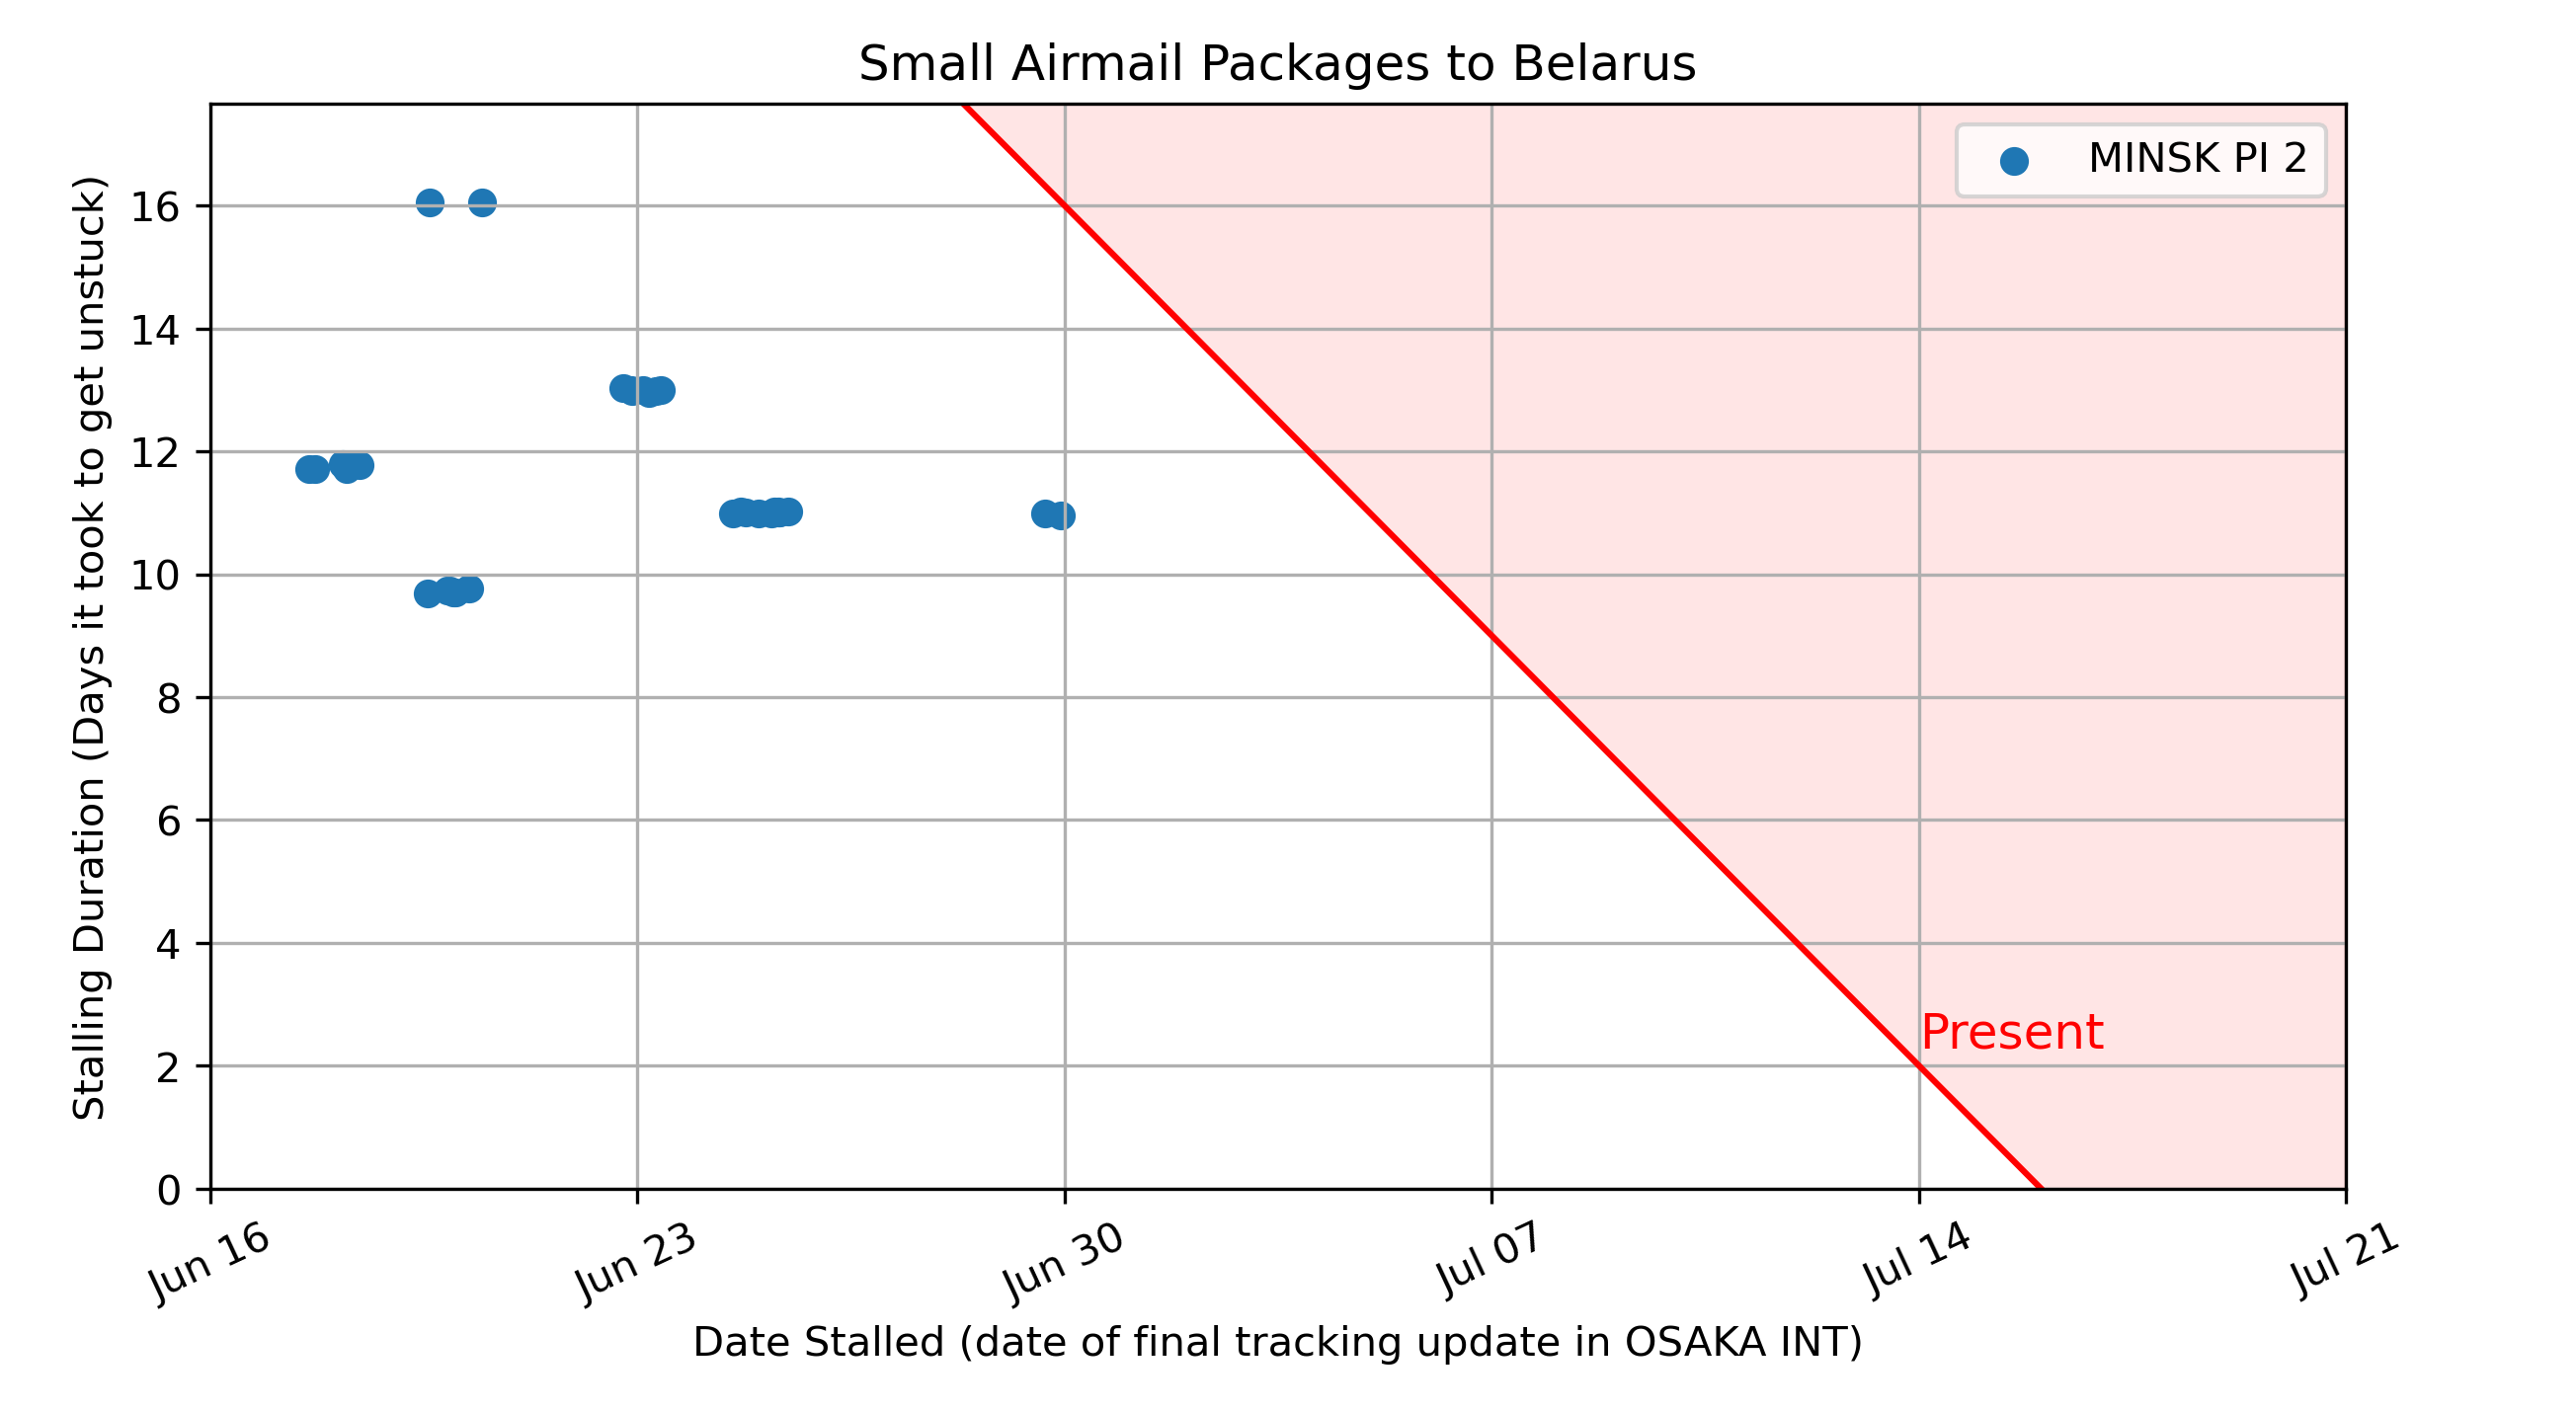 Small Airmail Packages to Belarus
MINSK PI 2
Stalling Duration (Days it took to get unstuck)
16
14
12
10
8
6
4
2
0
Present
Jun 16
Jun 23
Jun 30
Jul 07
Jul 14
Jul 21
Date Stalled (date of final tracking update in OSAKA INT)